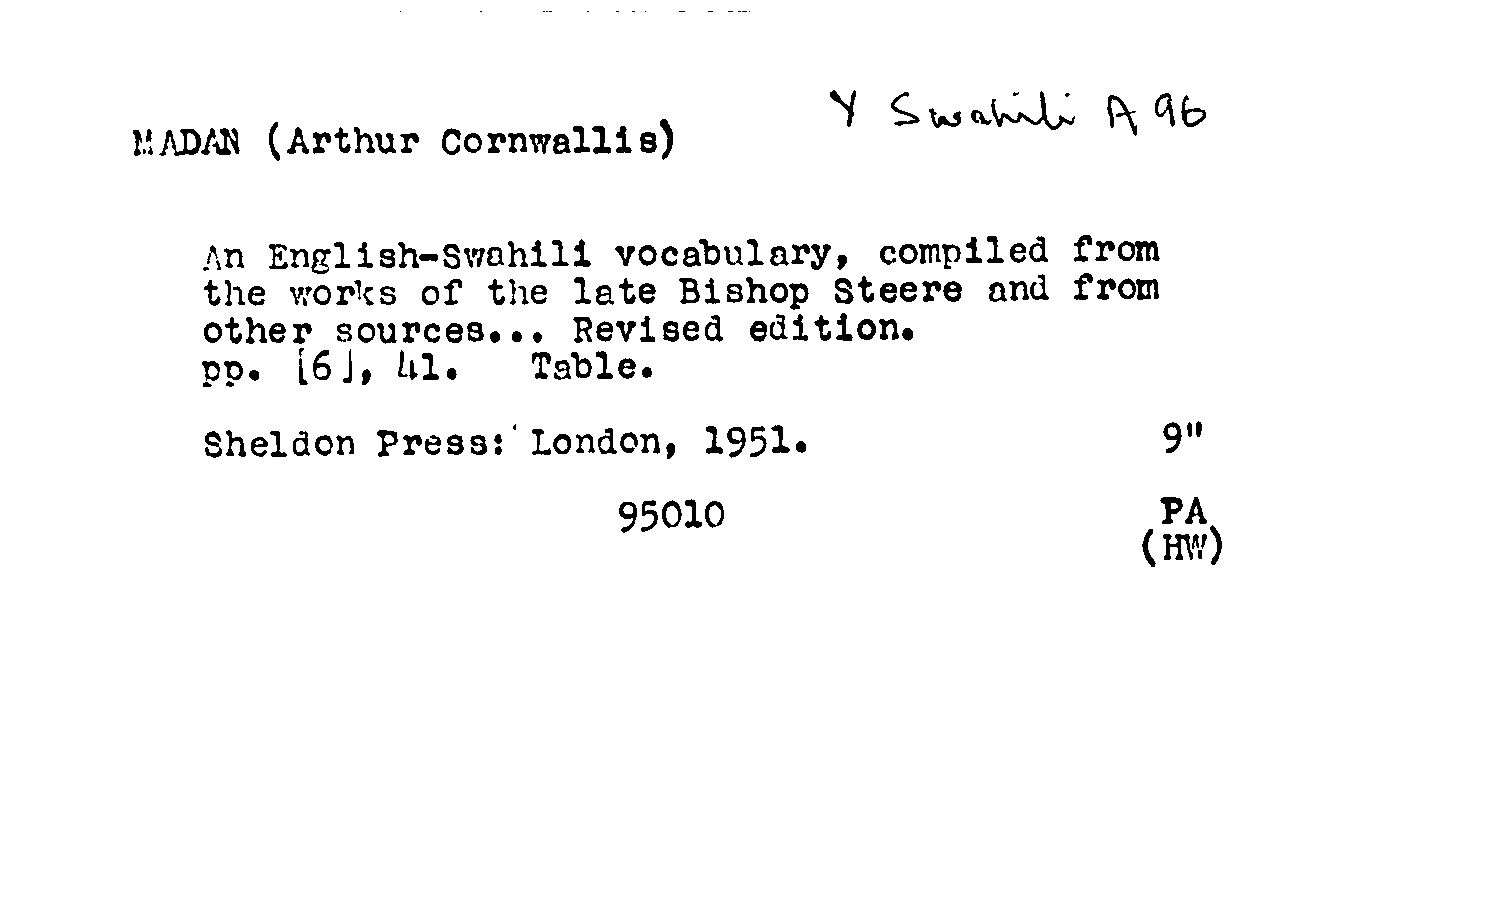 Y Swahili A 96
MADAN (Arthur Cornwallis)
An English-Swahili vocabulary, compiled from
the works of the late Bishop Steere and from
other sources... Revised edition.
pp. [6], 41. Table.
Sheldon Press: London, 1951. 9"
95010 PA
(HW)